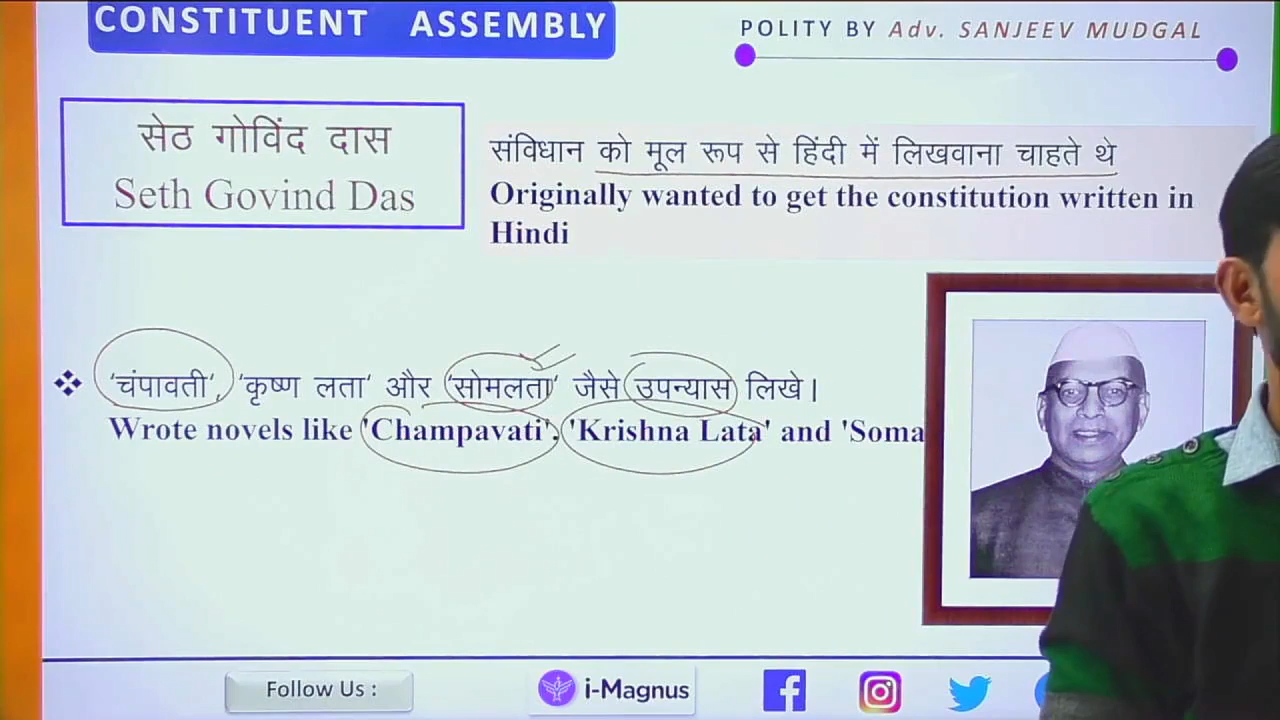 CONSTITUENT ASSEMBLY
POLITY BY Adv. SANJEEV MUDGAL
सेठ गोविंद दास
Seth Govind Das
संविधान को मूल रूप से हिंदी में लिखवाना चाहते थे
Originally wanted to get the constitution written in
Hindi
'चंपावती', 'कृष्ण लता' और 'सोमलता' जैसे उपन्यास लिखे।
Wrote novels like 'Champavati', 'Krishna Lata' and 'Soma
Follow Us :
i-Magnus